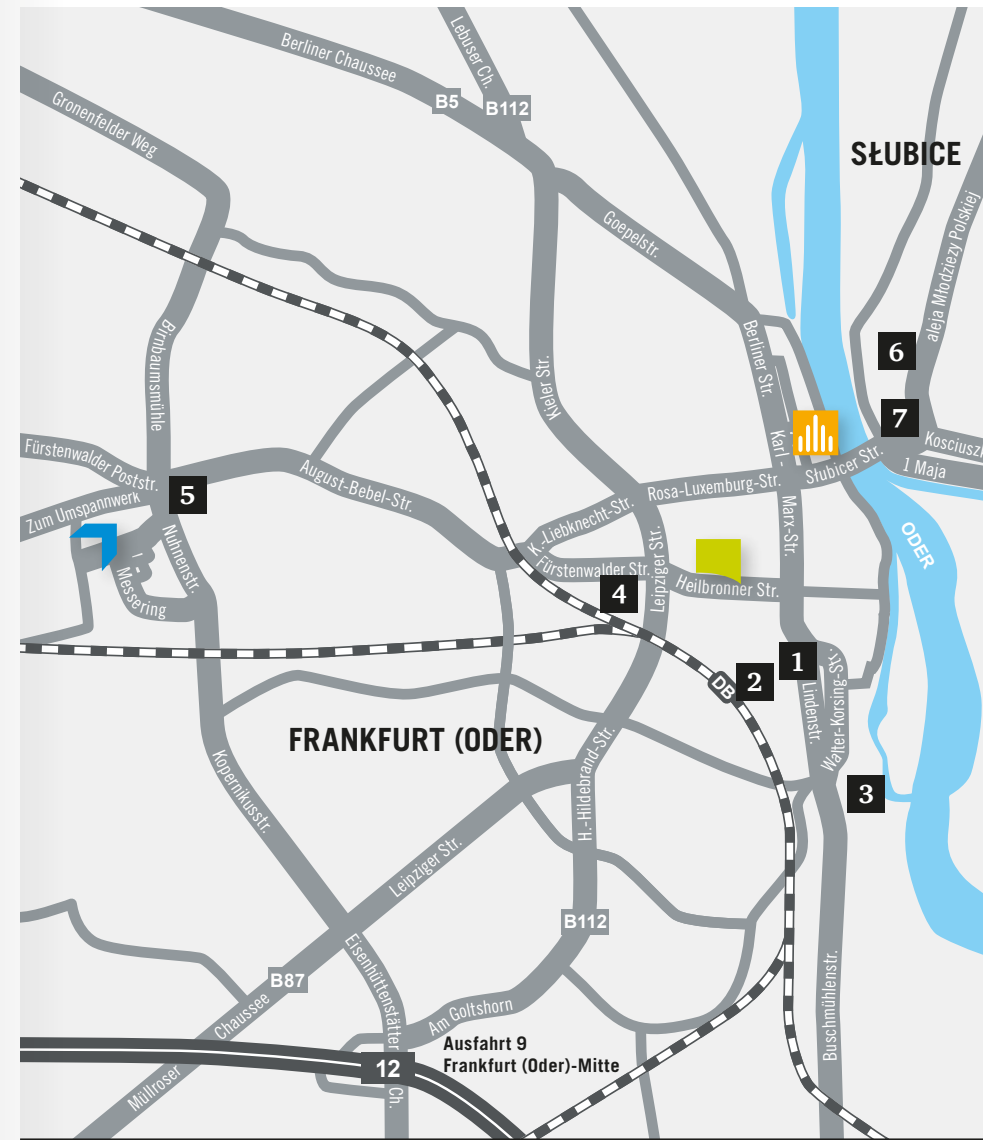 Berliner Chaussee
Lebuser Ch.
B5
B112
Gronenfelder Weg
SŁUBICE
Goepelstr.
aleja Młodziezy Polskiej
Birnbaumsmühle
Berliner Str.
Kieler Str.
6
7
Kosciuszk
1 Maja
Karl-
Marx-Str.
Słubicer Str.
Rosa-Luxemburg-Str.
Fürstenwalder Poststr.
August-Bebel-Str.
5
Zum Umspannwerk
K.-Liebknecht-Str.
Nuhnenstr.
ODER
Fürstenwalder Str.
Leipziger Str.
Heilbronner Str.
4
Messering
1
2
DB
Lindenstr.
Walter-Korsing-Str.
FRANKFURT (ODER)
3
Kopernikusstr.
H.-Hildebrand-Str.
Leipziger Str.
B112
B87
Eisenhüttenstätter Ch.
Am Goltshorn
Müllroser Chaussee
Buschmühlenstr.
Ausfahrt 9
Frankfurt (Oder)-Mitte
12